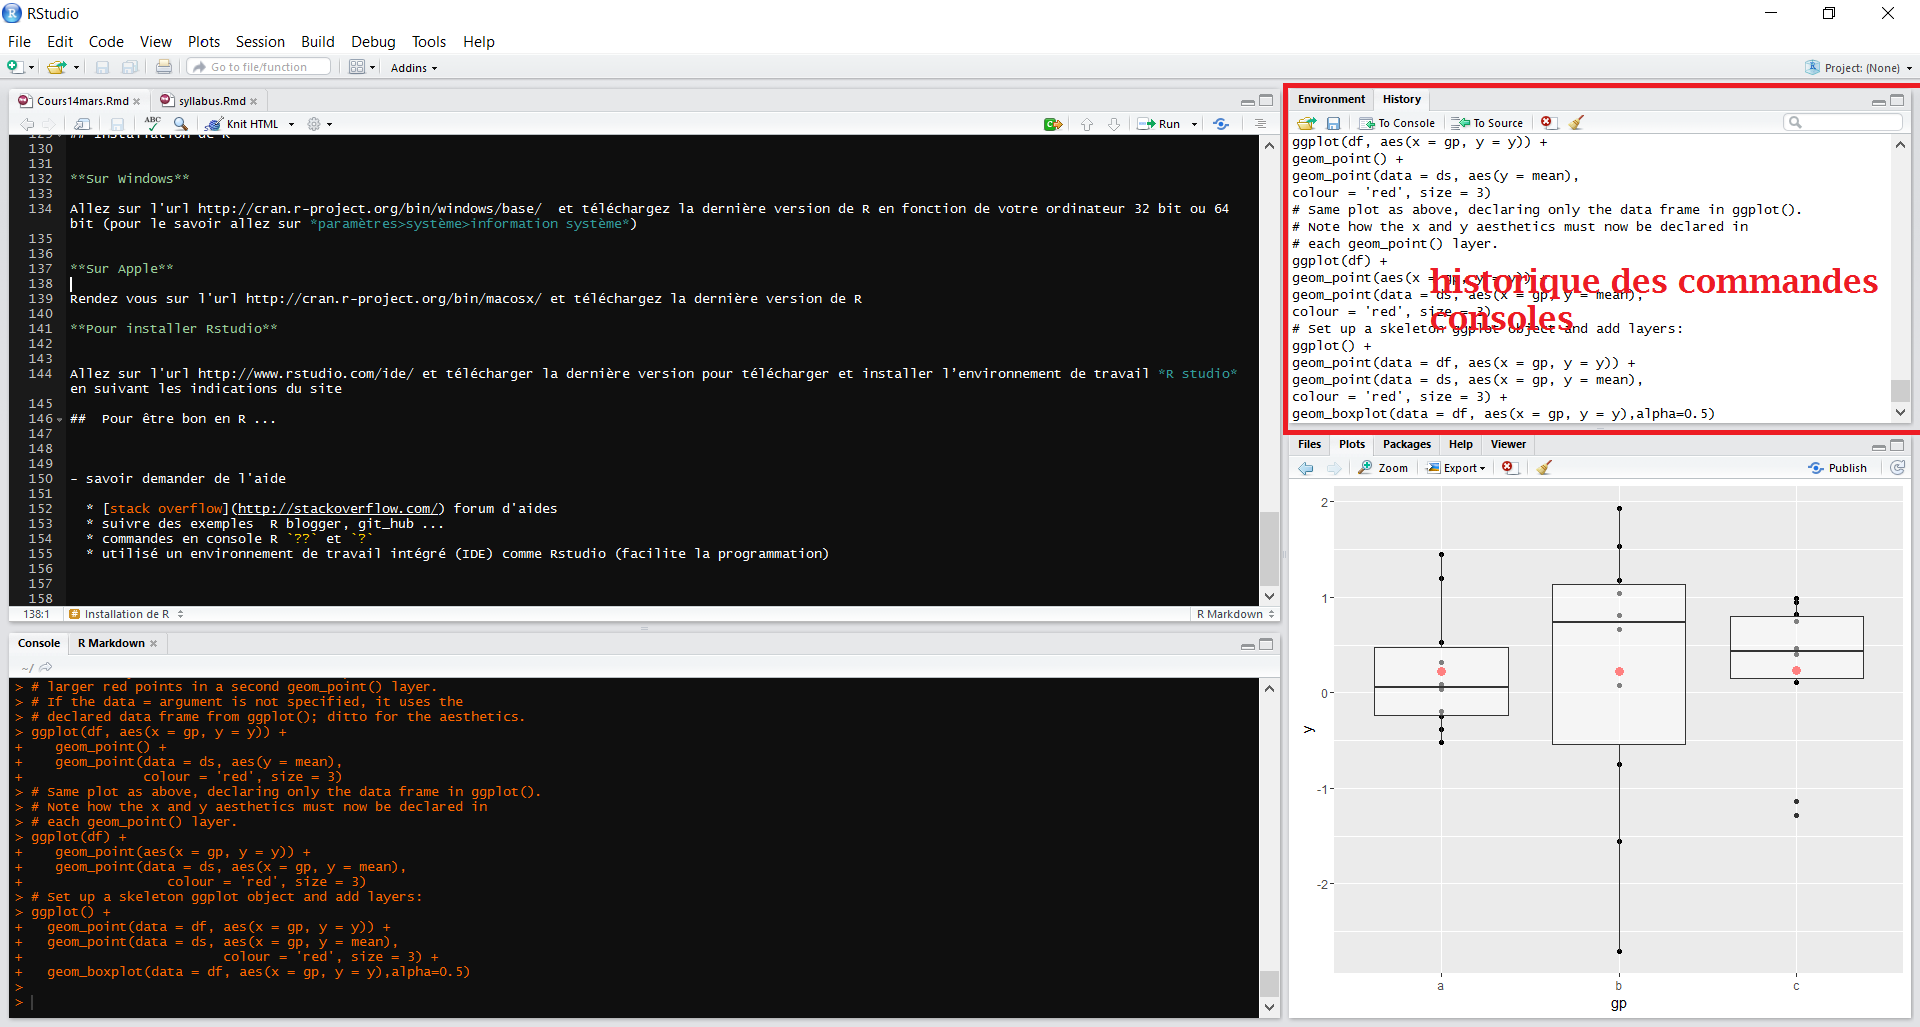 RStudio
File Edit Code View Plots Session Build Debug Tools Help
Go to file/function Addins Project: (None)
Cours14mars.Rmd syllabus.Rmd
ABC Knit HTML Run
129 ## Installation de R
130
131
132 **Sur Windows**
133
134 Allez sur l'url http://cran.r-project.org/bin/windows/base/  et téléchargez la dernière version de R en fonction de votre ordinateur 32 bit ou 64
bit (pour le savoir allez sur *paramètres>système>information système*)
135
136
137 **Sur Apple**
138
139 Rendez vous sur l'url http://cran.r-project.org/bin/macosx/ et téléchargez la dernière version de R
140
141 **Pour installer Rstudio**
142
143
144 Allez sur l'url http://www.rstudio.com/ide/ et télécharger la dernière version pour télécharger et installer l'environnement de travail *R studio*
en suivant les indications du site
145
146 ##  Pour être bon en R ...
147
148
149
150 - savoir demander de l'aide
151
152 * [stack overflow](http://stackoverflow.com/) forum d'aides
153 * suivre des exemples  R blogger, git_hub ...
154 * commandes en console R `??` et `?`
155 * utilisé un environnement de travail intégré (IDE) comme Rstudio (facilite la programmation)
156
157
158
138:1 # Installation de R R Markdown
Console R Markdown
~/
> # larger red points in a second geom_point() layer.
> # If the data = argument is not specified, it uses the
> # declared data frame from ggplot(); ditto for the aesthetics.
> ggplot(df, aes(x = gp, y = y)) +
+    geom_point() +
+    geom_point(data = ds, aes(y = mean),
+               colour = 'red', size = 3)
> # Same plot as above, declaring only the data frame in ggplot().
> # Note how the x and y aesthetics must now be declared in
> # each geom_point() layer.
> ggplot(df) +
+    geom_point(aes(x = gp, y = y)) +
+    geom_point(data = ds, aes(x = gp, y = mean),
+                  colour = 'red', size = 3)
> # Set up a skeleton ggplot object and add layers:
> ggplot() +
+   geom_point(data = df, aes(x = gp, y = y)) +
+   geom_point(data = ds, aes(x = gp, y = mean),
+                         colour = 'red', size = 3) +
+   geom_boxplot(data = df, aes(x = gp, y = y),alpha=0.5)
>
>
Environment History
To Console To Source
ggplot(df, aes(x = gp, y = y)) +
geom_point() +
geom_point(data = ds, aes(y = mean),
colour = 'red', size = 3)
# Same plot as above, declaring only the data frame in ggplot().
# Note how the x and y aesthetics must now be declared in
# each geom_point() layer.
ggplot(df) +
geom_point(aes(x = gp, y = y)) +
geom_point(data = ds, aes(x = gp, y = mean),
colour = 'red', size = 3)
# Set up a skeleton ggplot object and add layers:
ggplot() +
geom_point(data = df, aes(x = gp, y = y)) +
geom_point(data = ds, aes(x = gp, y = mean),
colour = 'red', size = 3) +
geom_boxplot(data = df, aes(x = gp, y = y),alpha=0.5)
historique des commandes
consoles
Files Plots Packages Help Viewer
Zoom Export Publish
2
1
0
-1
-2
y
a b c
gp